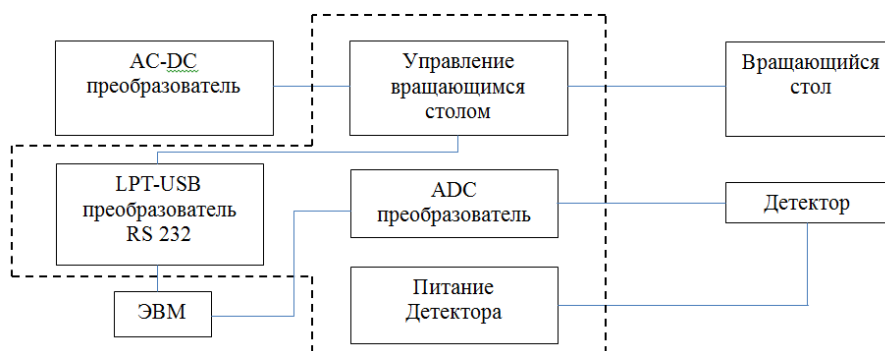 AC-DC
преобразователь
Управление
вращающимся
столом
Вращающийся
стол
LPT-USB
преобразователь
RS 232
ADC
преобразователь
Детектор
ЭВМ
Питание
Детектора